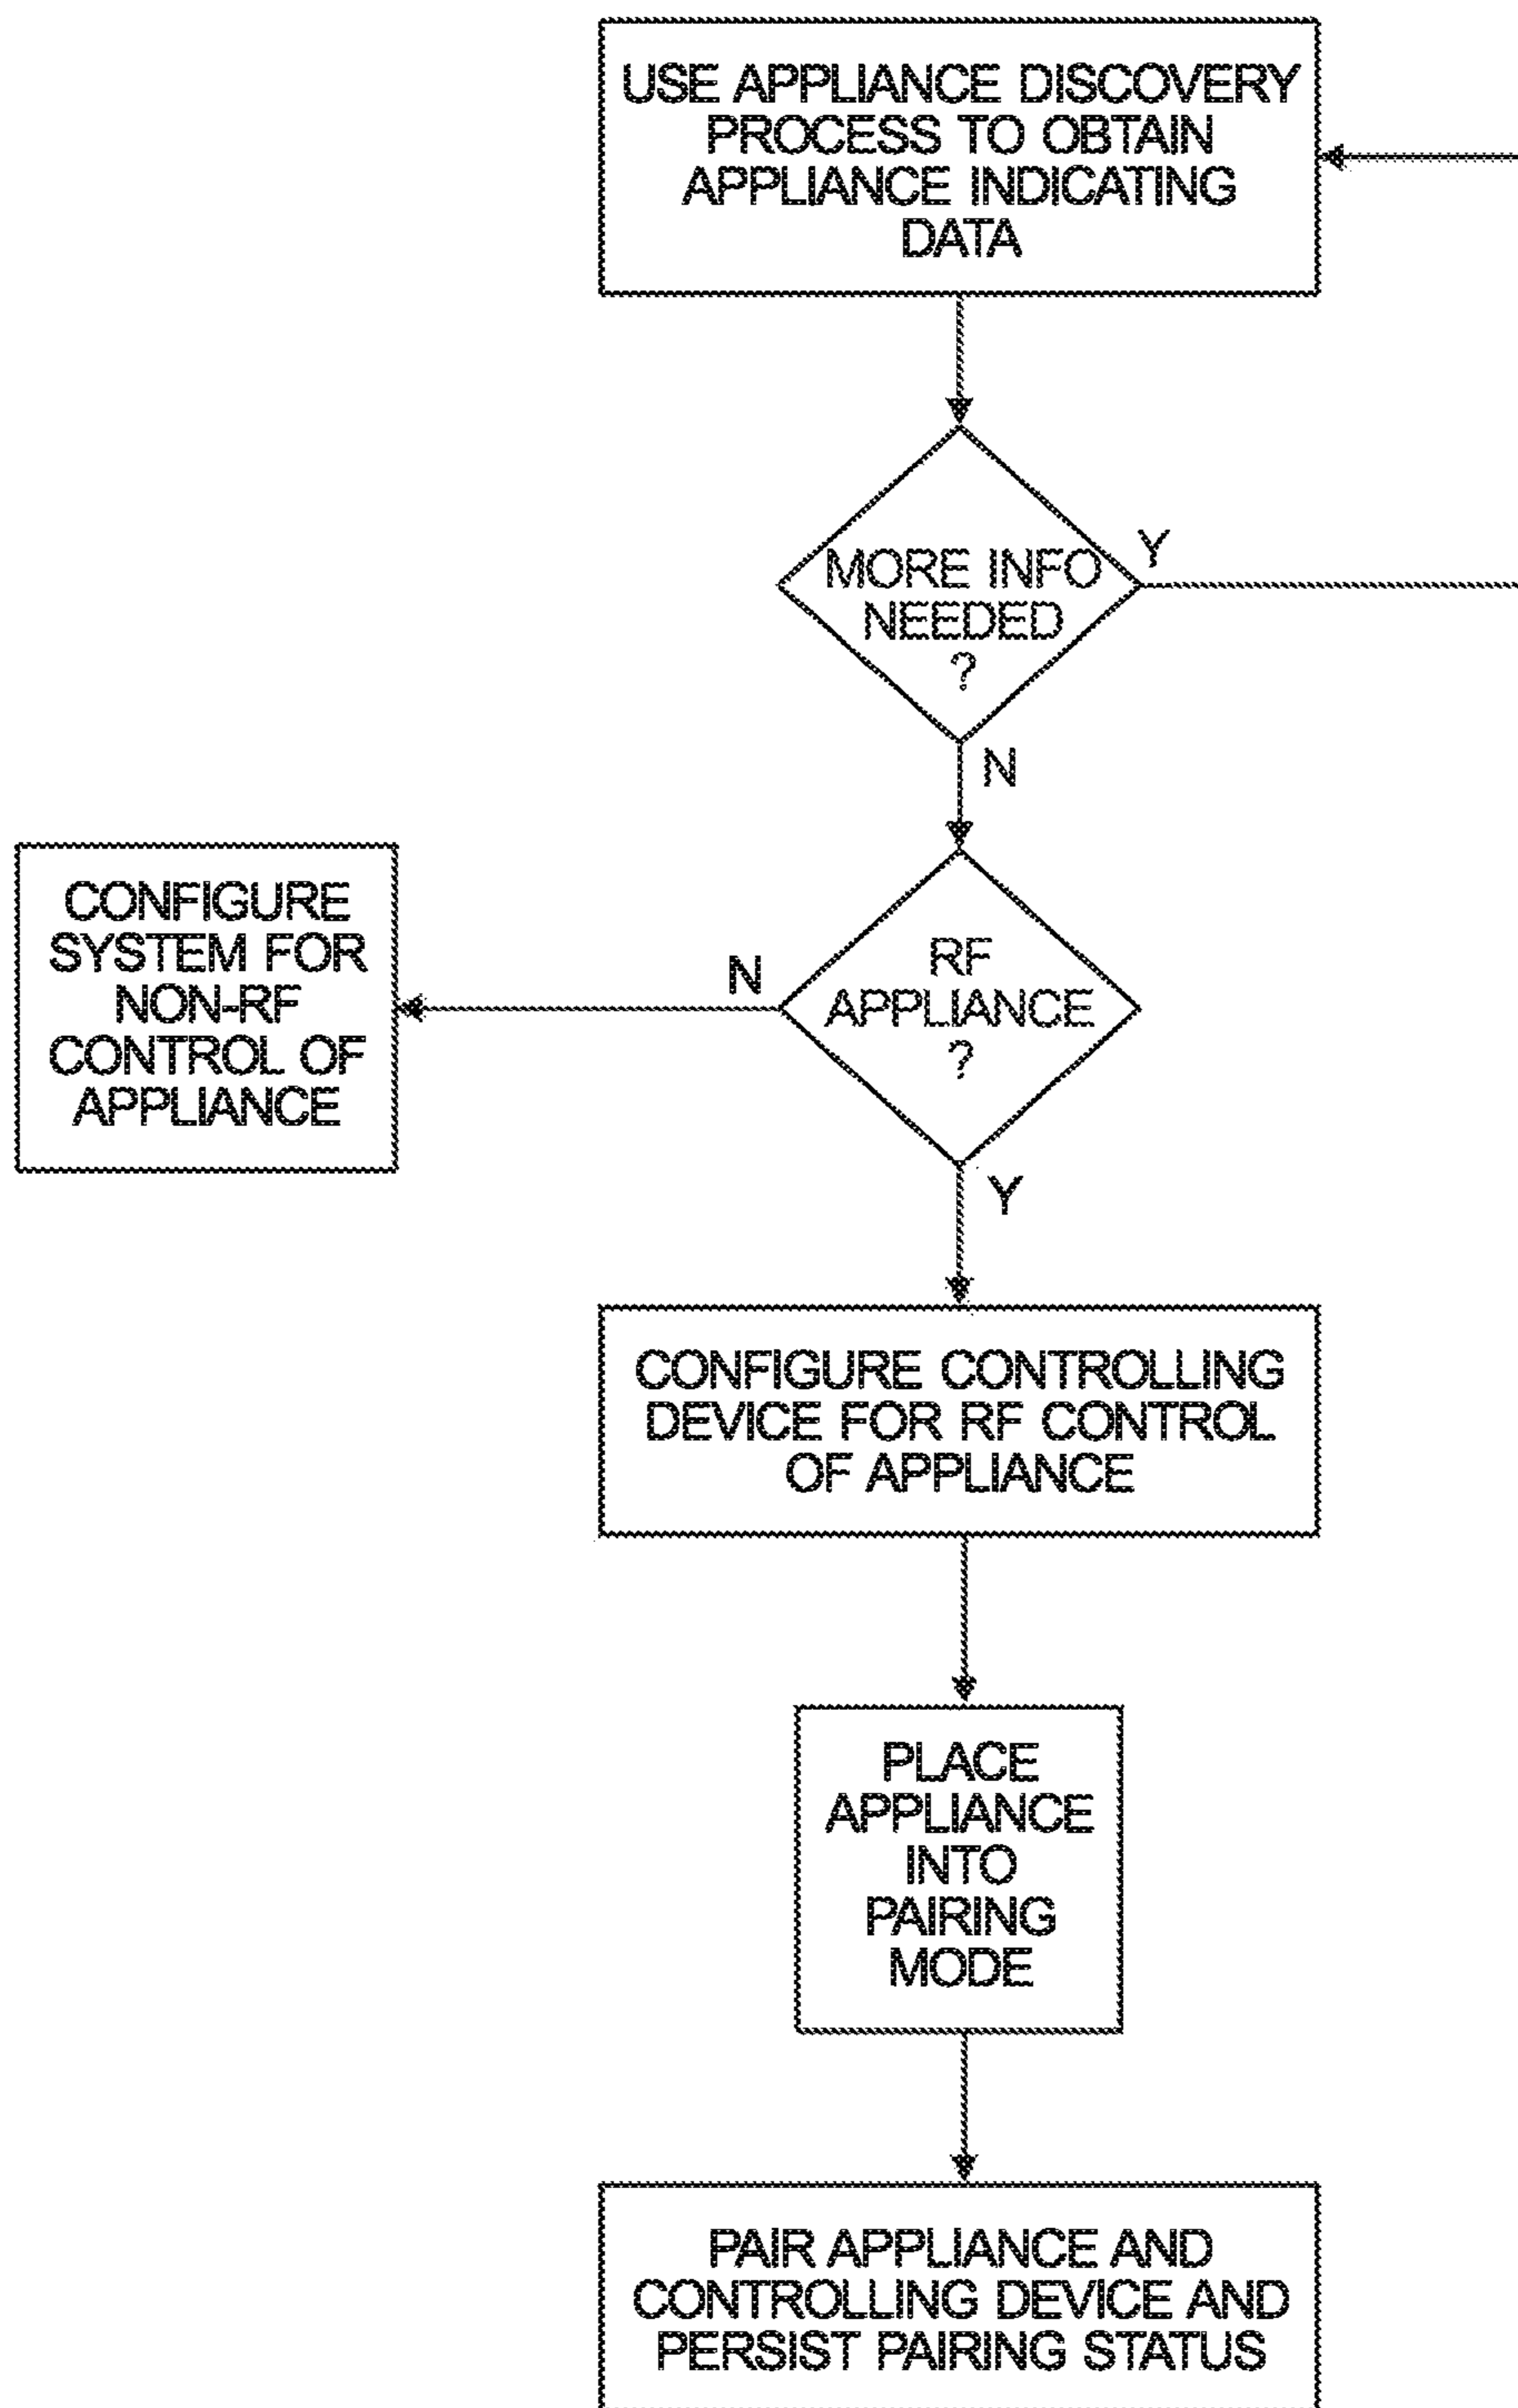 USE APPLIANCE DISCOVERY
PROCESS TO OBTAIN
APPLIANCE INDICATING
DATA
MORE INFO
NEEDED
?
Y
N
RF
APPLIANCE
?
N
CONFIGURE
SYSTEM FOR
NON-RF
CONTROL OF
APPLIANCE
Y
CONFIGURE CONTROLLING
DEVICE FOR RF CONTROL
OF APPLIANCE
PLACE
APPLIANCE
INTO
PAIRING
MODE
PAIR APPLIANCE AND
CONTROLLING DEVICE AND
PERSIST PAIRING STATUS